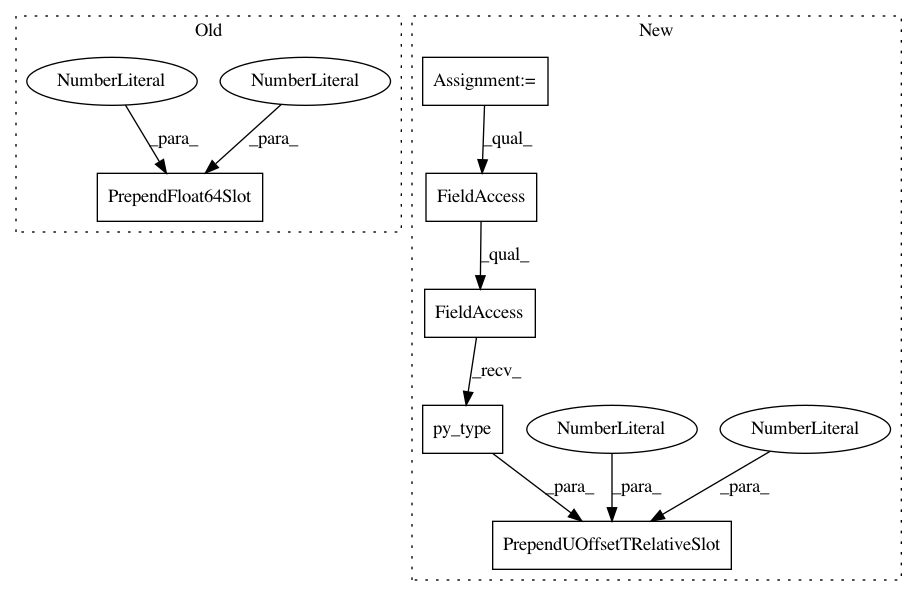 Old
New
NumberLiteral
NumberLiteral
Assignment:=
_para_
_para_
_qual_
PrependFloat64Slot
FieldAccess
_qual_
FieldAccess
_recv_
py_type
NumberLiteral
NumberLiteral
_para_
_para_
_para_
PrependUOffsetTRelativeSlot